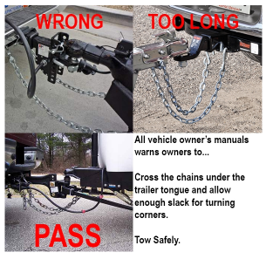 WRONG
TOO LONG
PASS
All vehicle owner's manuals
warns owners to...
Cross the chains under the
trailer tongue and allow
enough slack for turning
corners.
Tow Safely.